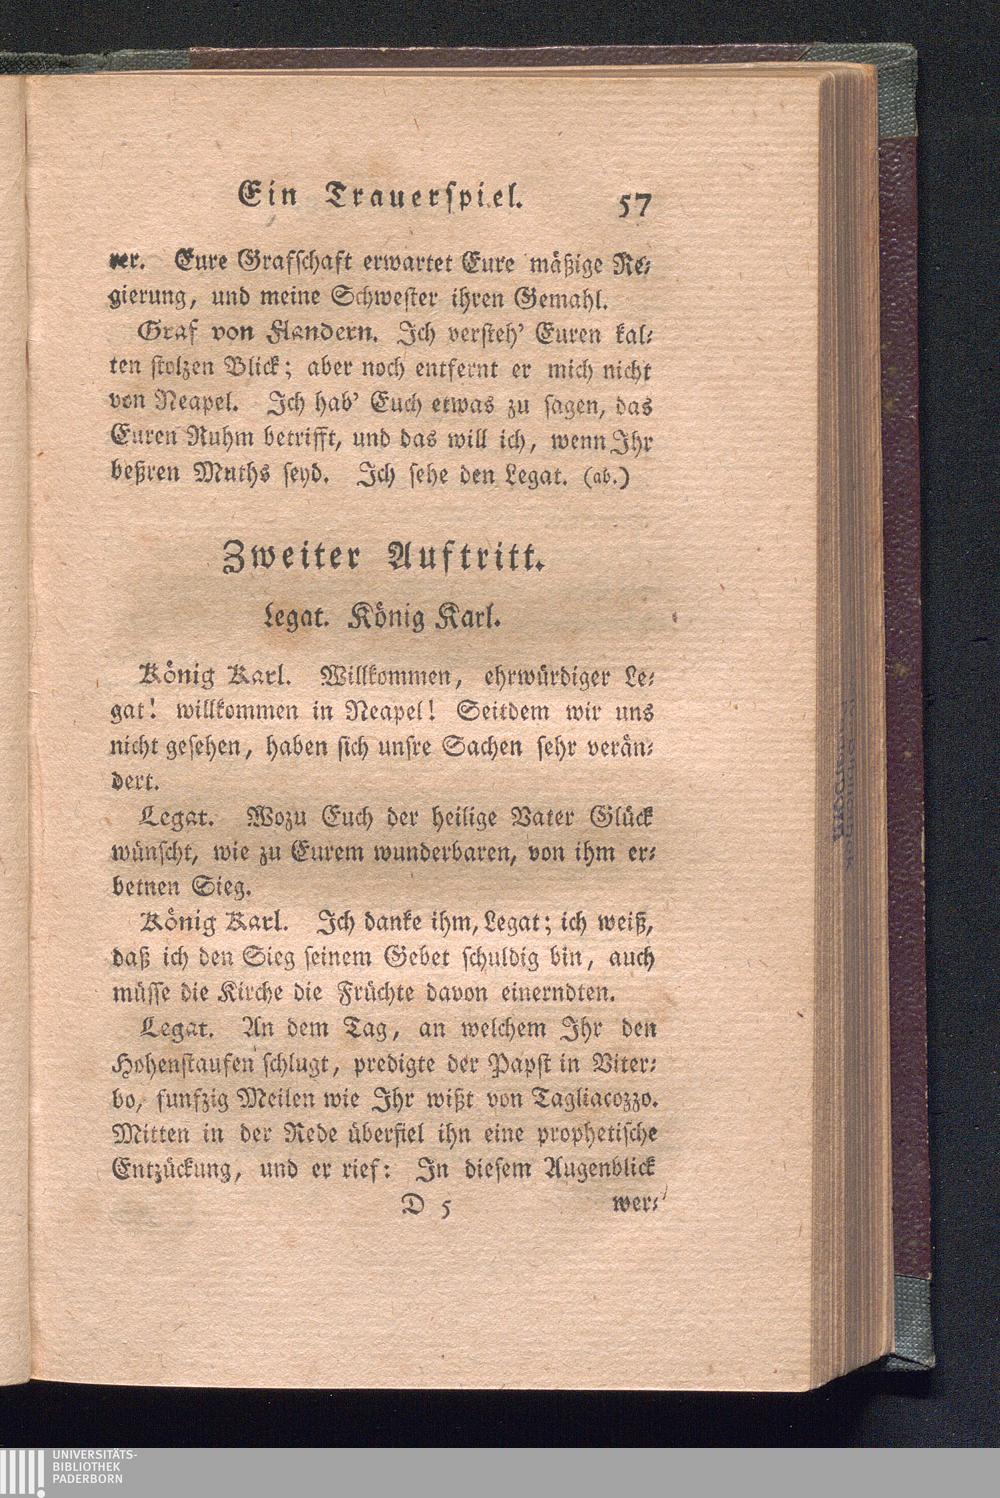 Ein Trauerspiel. 57
rer. Eure Grafschaft erwartet Eure mäßige Re-
gierung, und meine Schwester ihren Gemahl.
Graf von Flandern. Ich versteh' Euren kal-
ten stolzen Blick; aber noch entfernt er mich nicht
von Neapel. Ich hab' Euch etwas zu sagen, das
Euren Ruhm betrifft, und das will ich, wenn Ihr
beßren Muths seyd. Ich sehe den Legat. (ab.)
Zweiter Auftritt.
Legat. König Karl.
König Karl. Willkommen, ehrwürdiger Le-
gat! willkommen in Neapel! Seitdem wir uns
nicht gesehen, haben sich unsre Sachen sehr verän-
dert.
Legat. Wozu Euch der heilige Vater Glück
wünscht, wie zu Eurem wunderbaren, von ihm er-
betnen Sieg.
König Karl. Ich danke ihm, Legat; ich weiß,
daß ich den Sieg seinem Gebet schuldig bin, auch
müsse die Kirche die Früchte davon einerndten.
Legat. An dem Tag, an welchem Ihr den
Hohenstaufen schlugt, predigte der Papst in Viter-
bo, funfzig Meilen wie Ihr wißt von Tagliacozzo.
Mitten in der Rede überfiel ihn eine prophetische
Entzückung, und er rief: In diesem Augenblick
D 5 wer-
UNIVERSITÄTS-
BIBLIOTHEK
PADERBORN